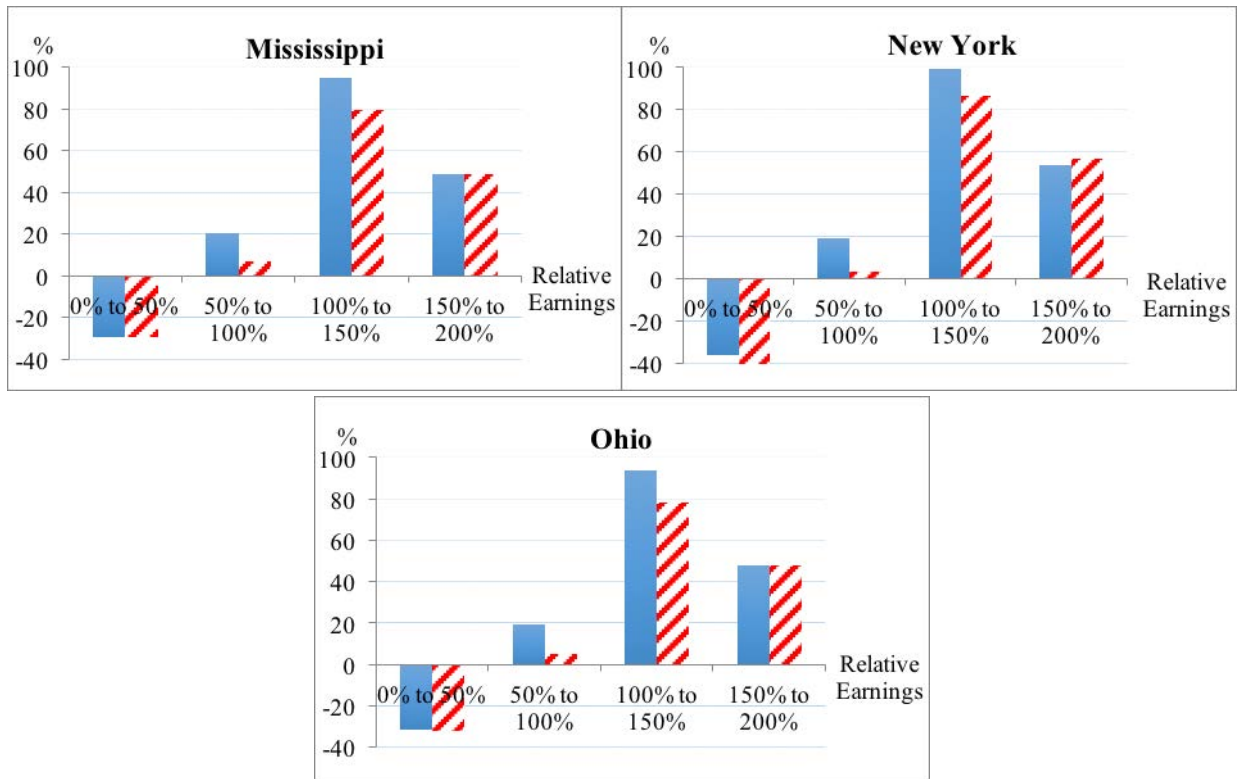 %
Mississippi
100
80
60
40
20
0
-20
-40
0% to 50%
50% to
100%
100% to
150%
150% to
200%
Relative
Earnings
%
New York
100
80
60
40
20
0
-20
-40
0% to 50%
50% to
100%
100% to
150%
150% to
200%
Relative
Earnings
%
Ohio
100
80
60
40
20
0
-20
-40
0% to 50%
50% to
100%
100% to
150%
150% to
200%
Relative
Earnings